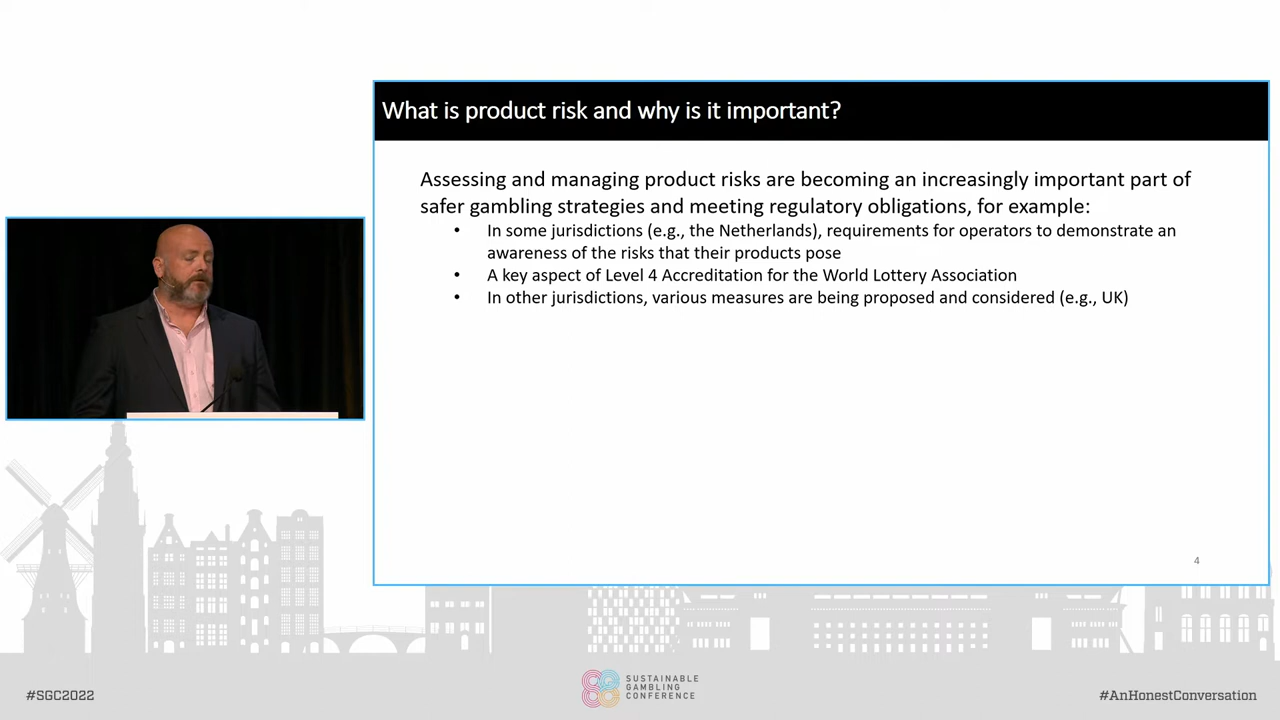 What is product risk and why is it important?
Assessing and managing product risks are becoming an increasingly important part of
safer gambling strategies and meeting regulatory obligations, for example:
• In some jurisdictions (e.g., the Netherlands), requirements for operators to demonstrate an
awareness of the risks that their products pose
• A key aspect of Level 4 Accreditation for the World Lottery Association
• In other jurisdictions, various measures are being proposed and considered (e.g., UK)
4
#SGC2022
SUSTAINABLE
GAMBLING
CONFERENCE
#AnHonestConversation